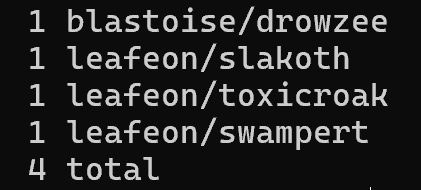 1 blastoise/drowzee
1 leafeon/slakoth
1 leafeon/toxicroak
1 leafeon/swampert
4 total